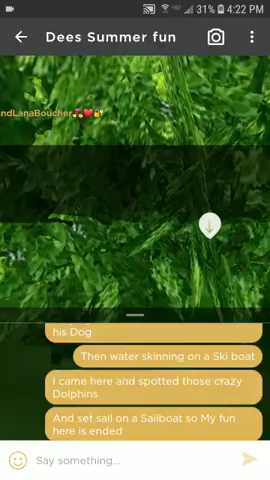 31% 4:22 PM
Dees Summer fun
ndLanaBoucher
his Dog
Then water skinning on a Ski boat
I came here and spotted those crazy
Dolphins
And set sail on a Sailboat so My fun
here is ended
Say something...